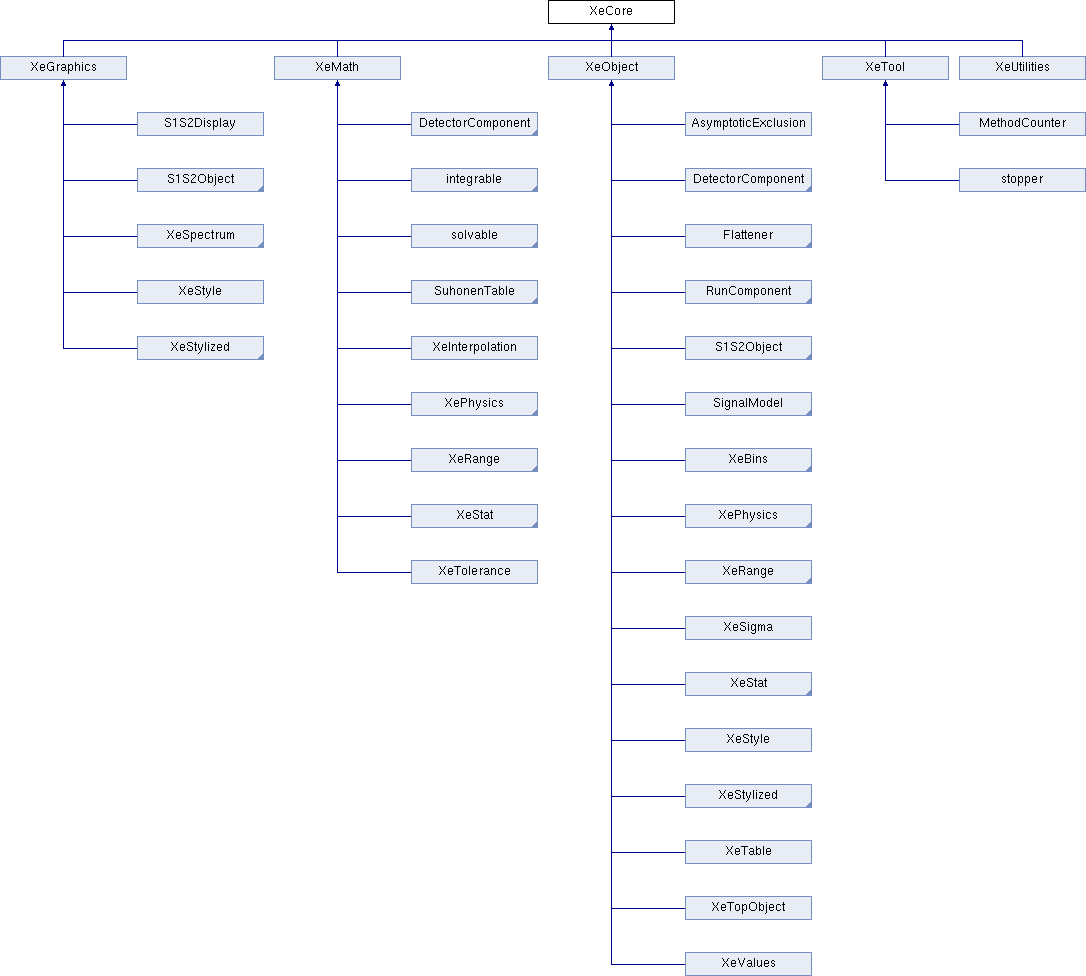 XeCore
XeGraphics XeMath XeObject XeTool XeUtilities
S1S2Display DetectorComponent AsymptoticExclusion MethodCounter
S1S2Object integrable DetectorComponent stopper
XeSpectrum solvable Flattener
XeStyle SuhonenTable RunComponent
XeStylized XeInterpolation S1S2Object
XePhysics SignalModel
XeRange XeBins
XeStat XePhysics
XeTolerance XeRange
XeSigma
XeStat
XeStyle
XeStylized
XeTable
XeTopObject
XeValues